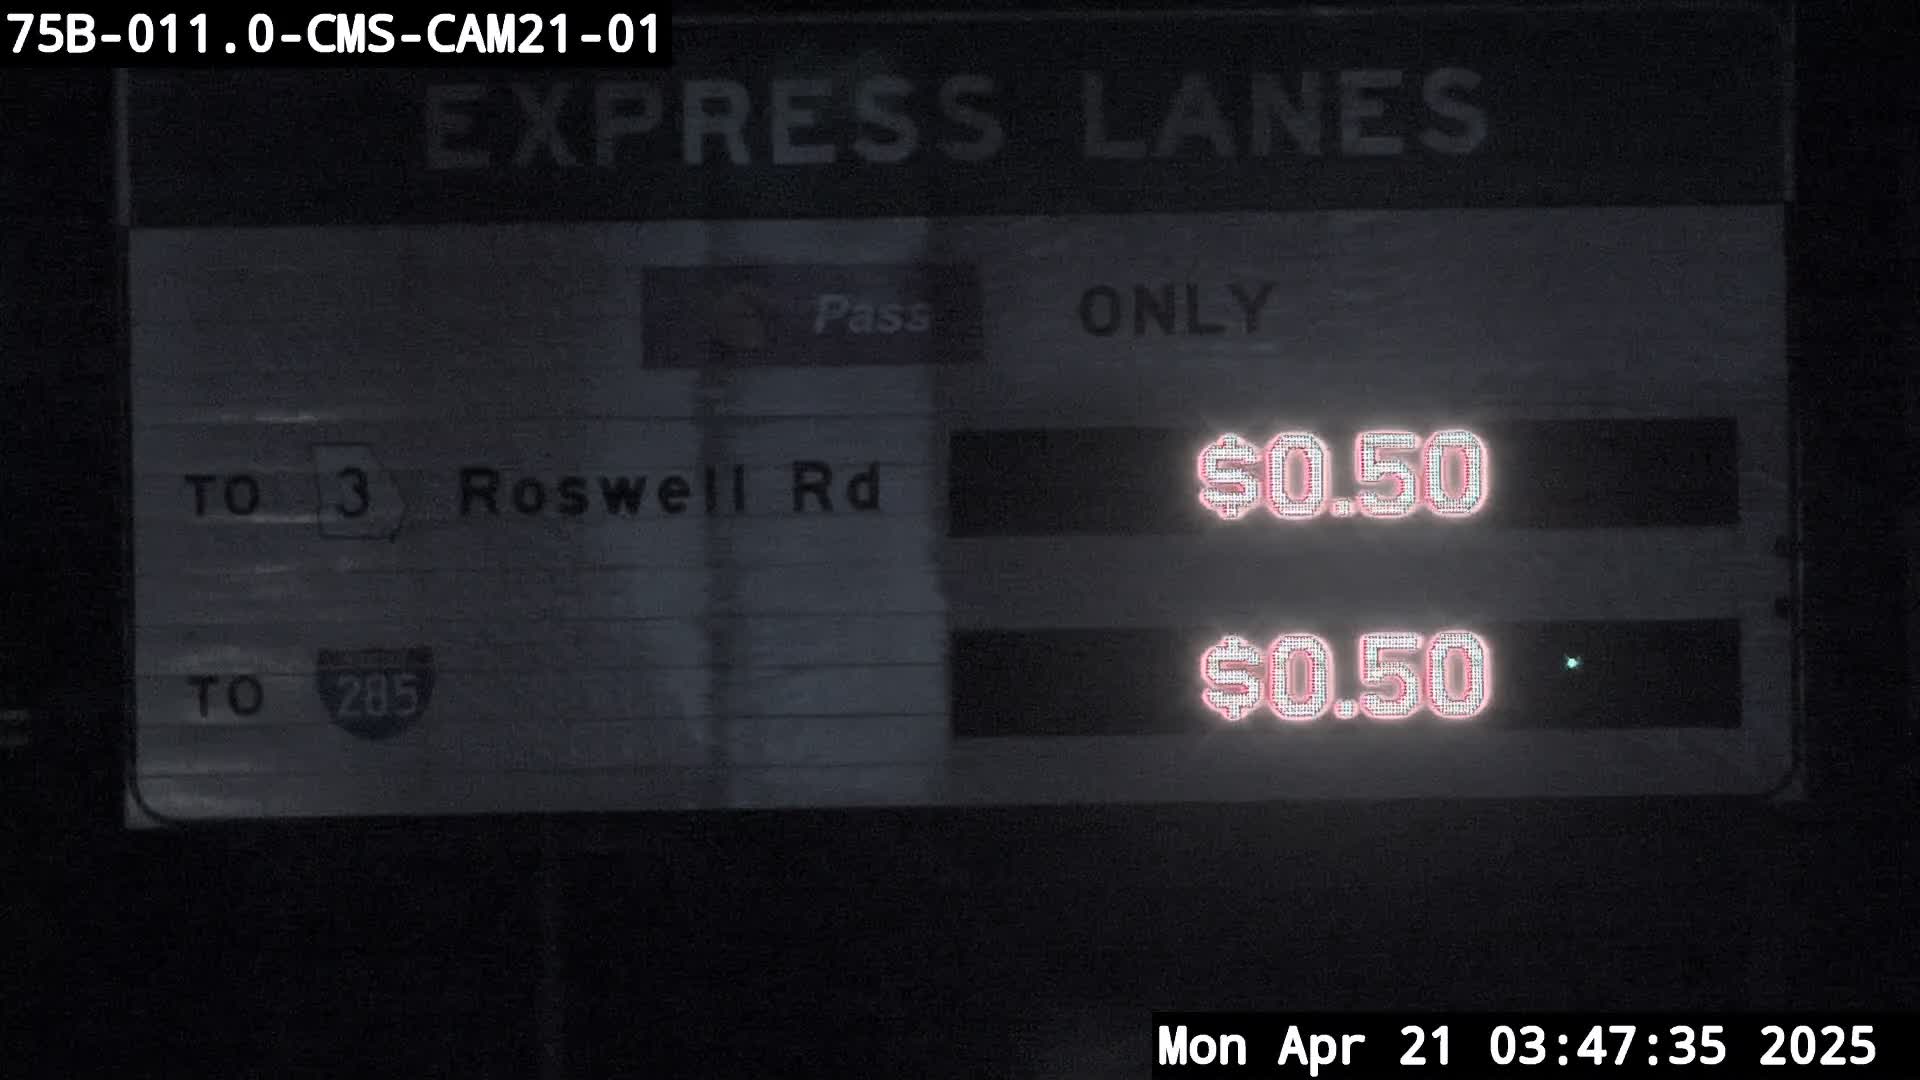 75B-011.0-CMS-CAM21-01
EXPRESS LANES
Pass ONLY
TO 3 Roswell Rd $0.50
TO 285 $0.50
Mon Apr 21 03:47:35 2025